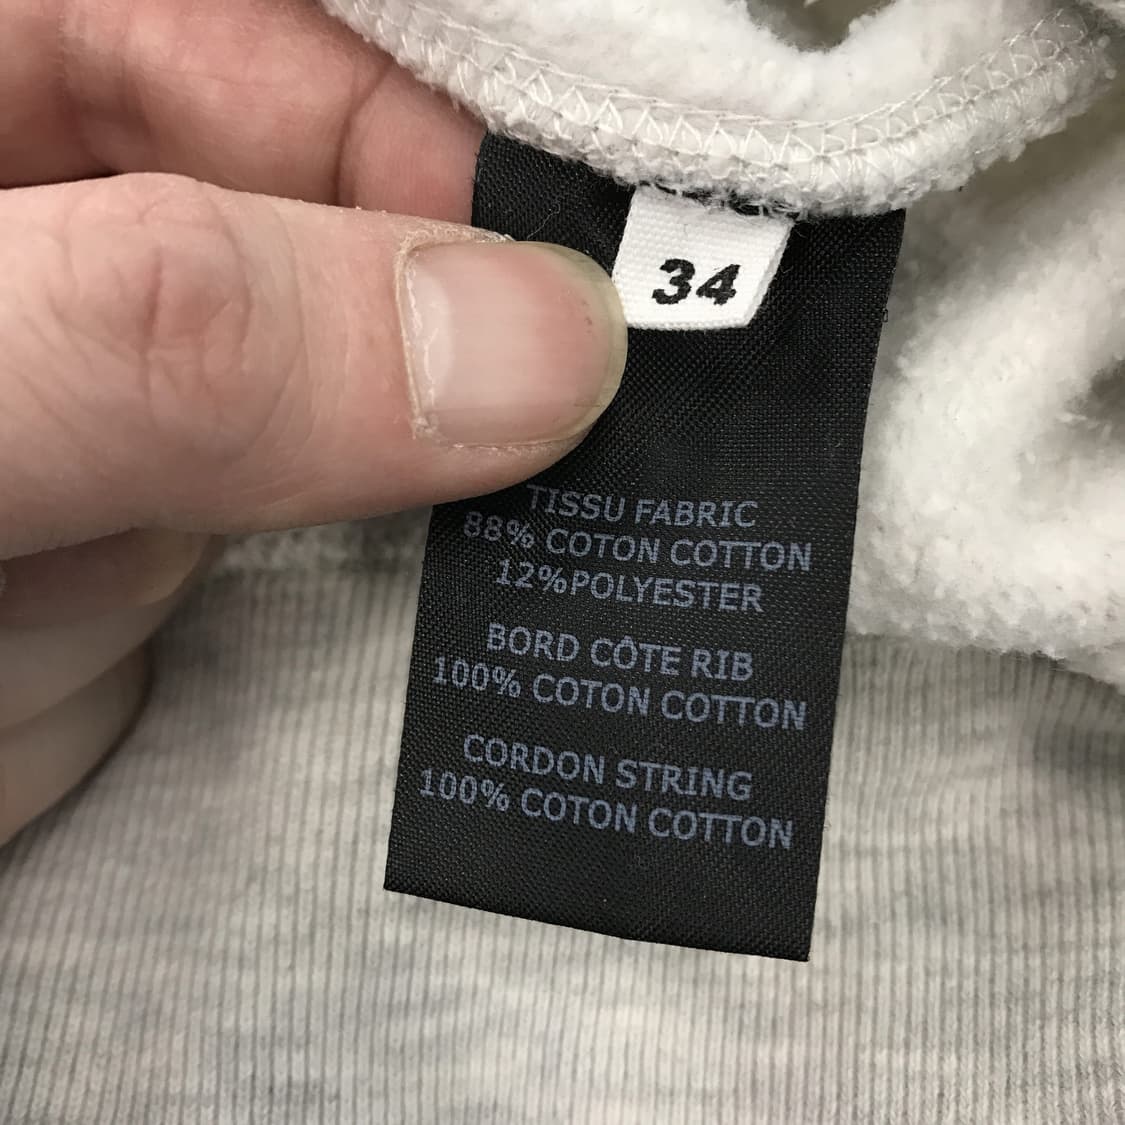 34
TISSU FABRIC
88% COTON COTTON
12%POLYESTER
BORD CÔTE RIB
100% COTON COTTON
CORDON STRING
100% COTON COTTON